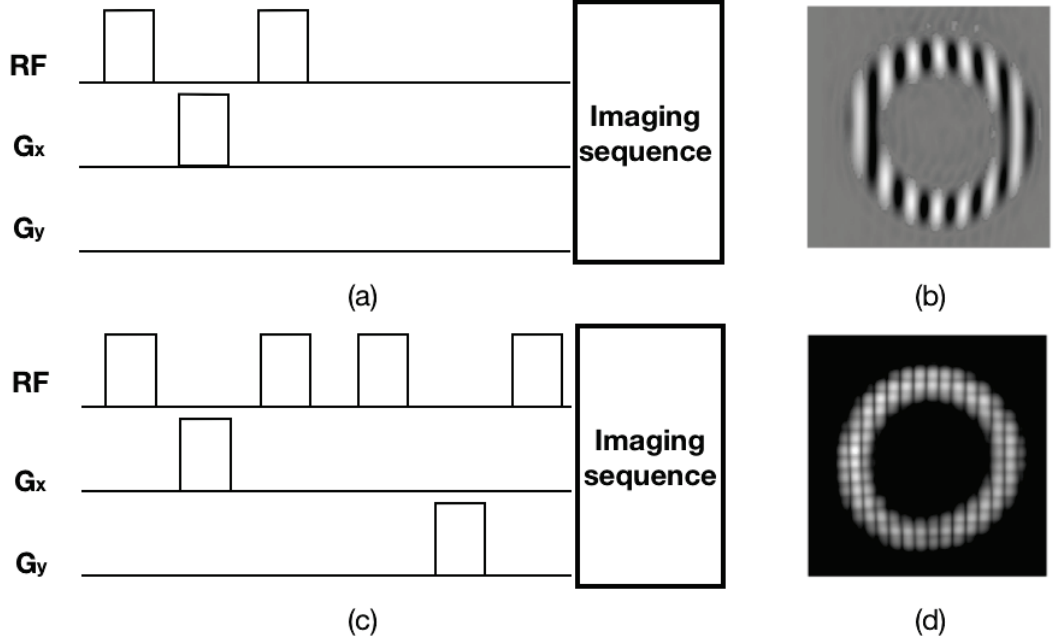 RF
Gx
Gy
Imaging
sequence
(a)
(b)
RF
Gx
Gy
Imaging
sequence
(c)
(d)